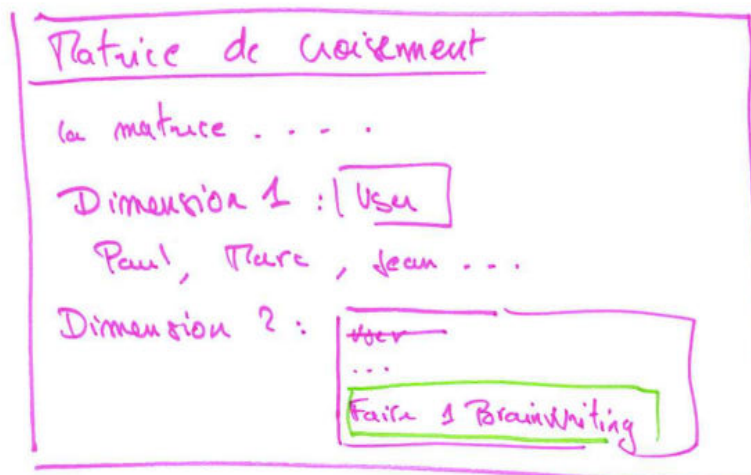 Matrice de croisement
la matrice . . . . .
Dimension 1 : User
Paul, Marc, Jean ...
Dimension 2 :
User
...
Faire 1 BrainWriting